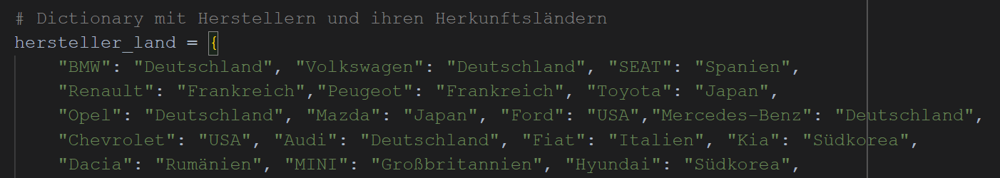 # Dictionary mit Herstellern und ihren Herkunftsländern
hersteller_land = {
"BMW": "Deutschland", "Volkswagen": "Deutschland", "SEAT": "Spanien",
"Renault": "Frankreich","Peugeot": "Frankreich", "Toyota": "Japan",
"Opel": "Deutschland", "Mazda": "Japan", "Ford": "USA","Mercedes-Benz": "Deutschland",
"Chevrolet": "USA", "Audi": "Deutschland", "Fiat": "Italien", "Kia": "Südkorea",
"Dacia": "Rumänien", "MINI": "Großbritannien", "Hyundai": "Südkorea",